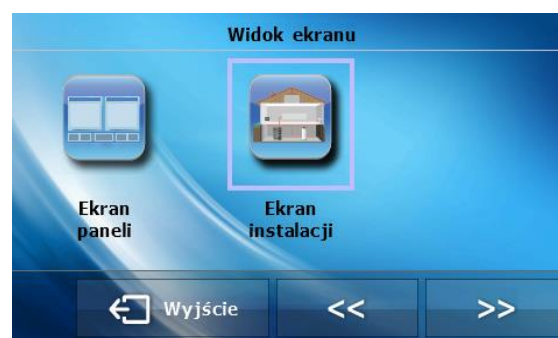 Widok ekranu
Ekran
paneli
Ekran
instalacji
Wyjście
<<
>>